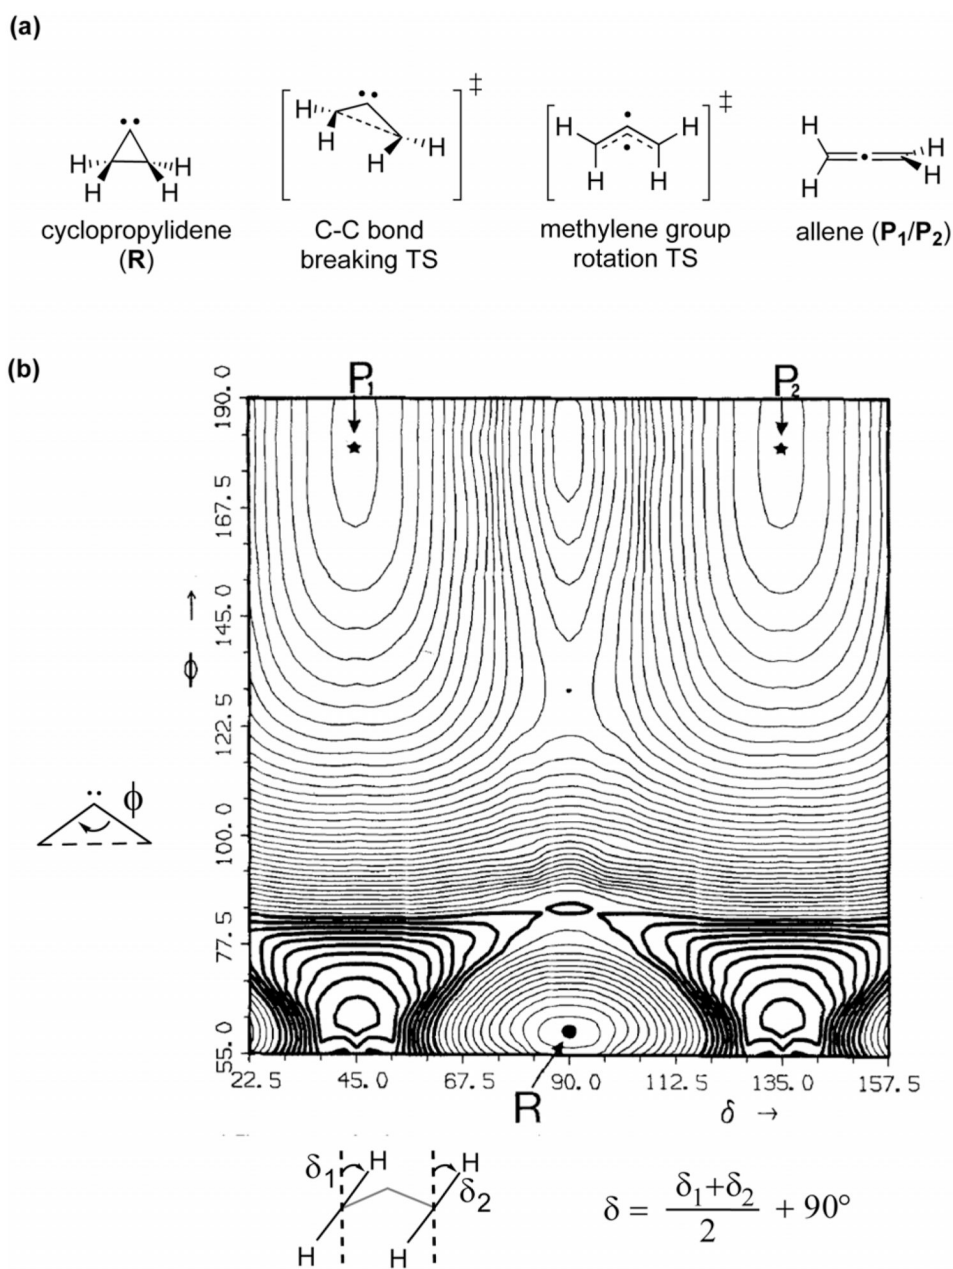 (a)
H H H H
cyclopropylidene
(R)
H H H H ‡
C-C bond
breaking TS
H H H H ‡
methylene group
rotation TS
H H H H
allene (P₁/P₂)
(b)
P₁ P₂
190.0
167.5
145.0
122.5
100.0
77.5
55.0
ϕ →
ϕ
22.5 45.0 67.5 90.0 112.5 135.0 157.5
R
δ →
δ₁ H H δ₂
H H
δ = (δ₁+δ₂)/2 + 90°